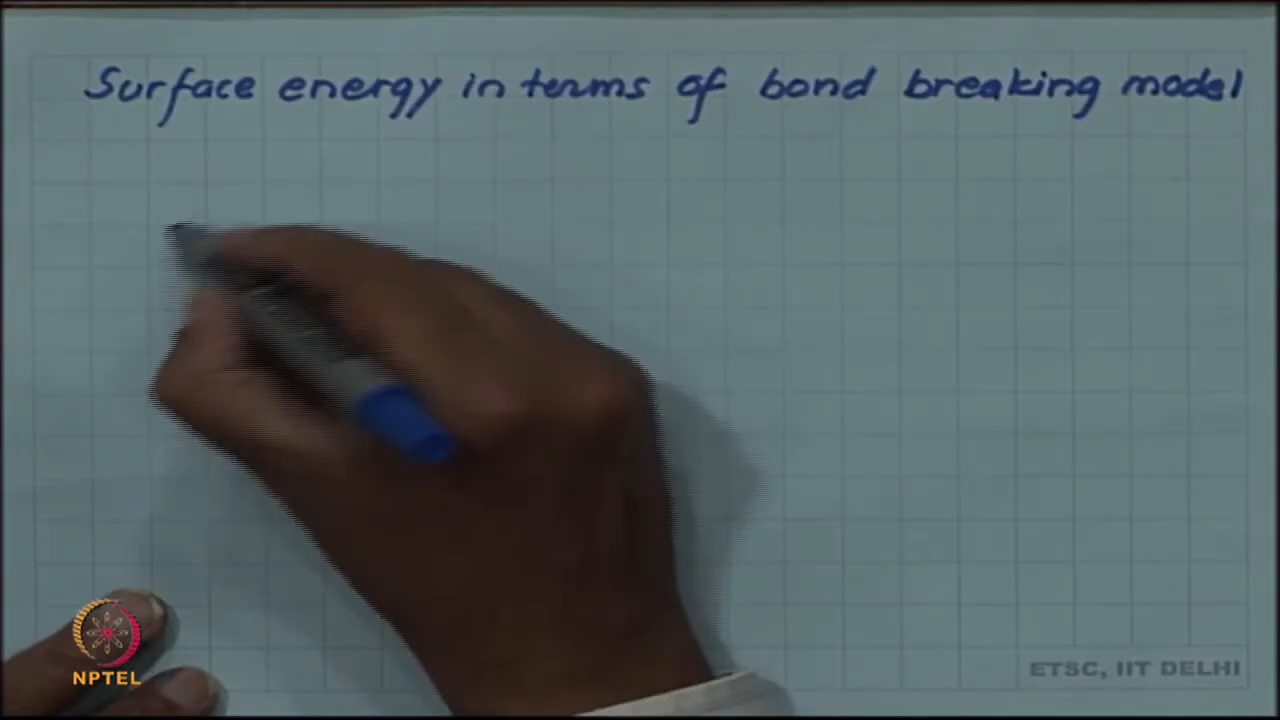 Surface energy in terms of bond breaking model
NPTEL
ETSC, IIT DELHI